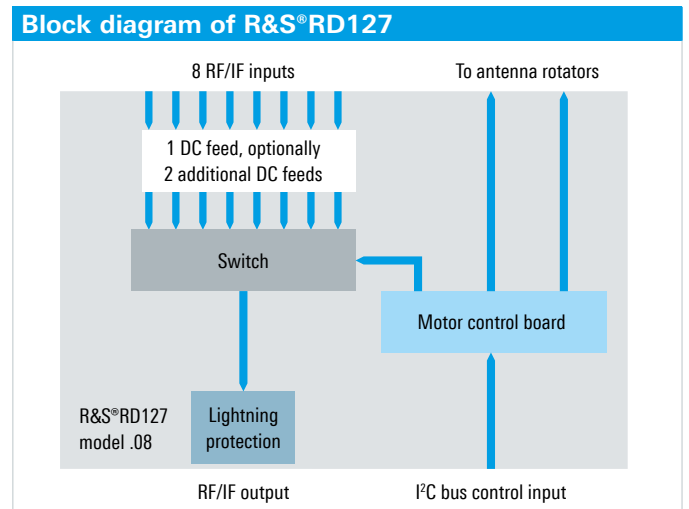 Block diagram of R&S®RD127
8 RF/IF inputs
To antenna rotators
1 DC feed, optionally
2 additional DC feeds
Switch
Motor control board
R&S®RD127
model .08
Lightning
protection
RF/IF output
I²C bus control input